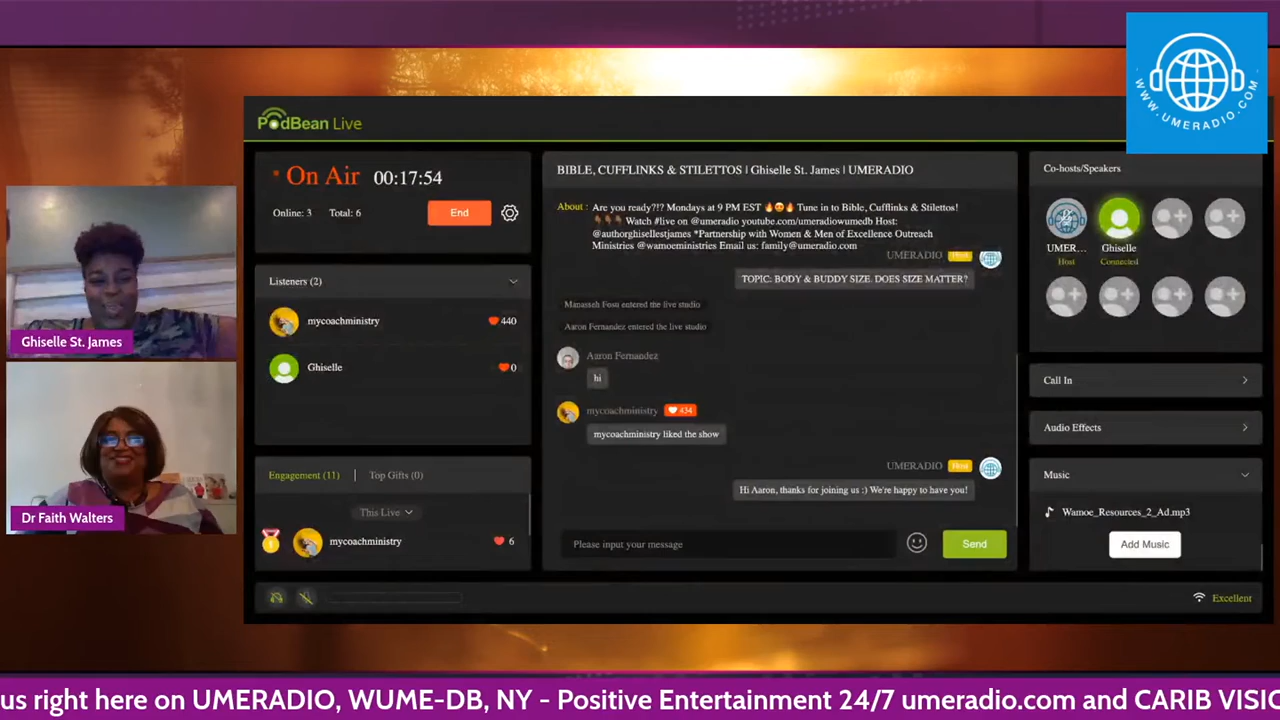 WWW.UMERADIO.COM
PodBean Live
On Air 00:17:54
Online: 3 Total: 6
End
Listeners (2)
mycoachministry 440
Ghiselle 0
Engagement (11) | Top Gifts (0)
This Live
1
mycoachministry 6
BIBLE, CUFFLINKS & STILETTOS | Ghiselle St. James | UMERADIO
About : Are you ready?!? Mondays at 9 PM EST 🔥😍🔥 Tune in to Bible, Cufflinks & Stilettos!
👇🏾👇🏾👇🏾 Watch #live on @umeradio youtube.com/umeradiowumedb Host:
@authorghisellestjames *Partnership with Women & Men of Excellence Outreach
Ministries @wamoeministries Email us: family@umeradio.com
UMERADIO Host
TOPIC: BODY & BUDDY SIZE. DOES SIZE MATTER?
Manasseh Fosu entered the live studio
Aaron Fernandez entered the live studio
Aaron Fernandez
hi
mycoachministry 434
mycoachministry liked the show
UMERADIO Host
Hi Aaron, thanks for joining us :) We're happy to have you!
Please input your message
Send
Co-hosts/Speakers
UMER... Ghiselle
Host Connected
Call In
Audio Effects
Music
Wamoe_Resources_2_Ad.mp3
Add Music
Excellent
Ghiselle St. James
Dr Faith Walters
us right here on UMERADIO, WUME-DB, NY - Positive Entertainment 24/7 umeradio.com and CARIB VISIO